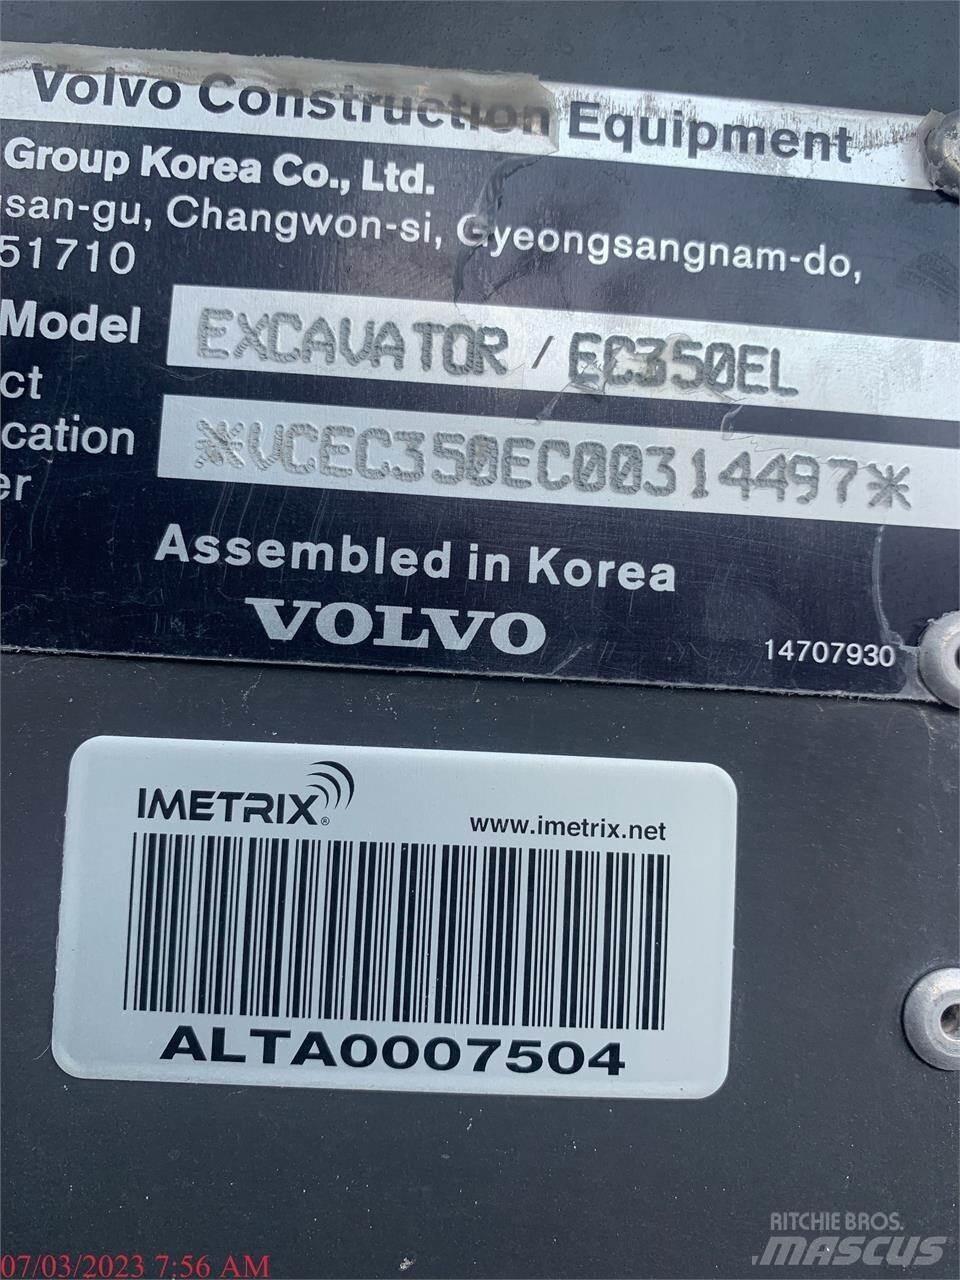 Volvo Construction Equipment
Group Korea Co., Ltd.
san-gu, Changwon-si, Gyeongsangnam-do,
51710
Model EXCAVATOR / EC350EL
ct
cation *VCEC350EC00314497*
er
Assembled in Korea
VOLVO
14707930
IMETRIX®
www.imetrix.net
ALTA0007504
RITCHIE BROS.
MASCUS
07/03/2023 7:56 AM